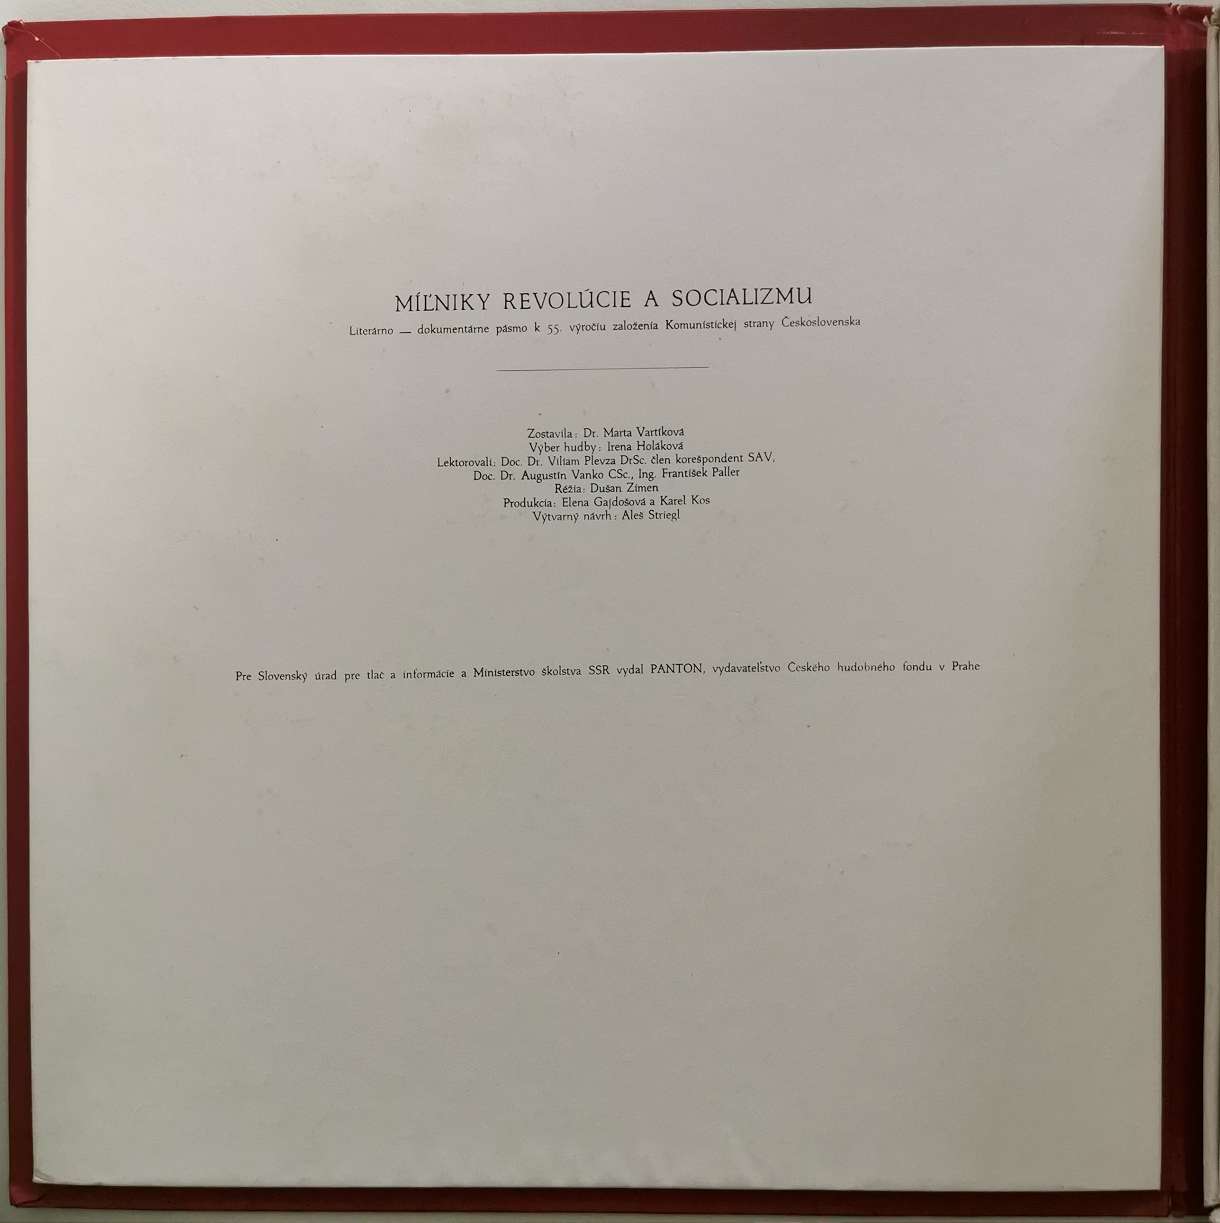 MÍĽNIKY REVOLÚCIE A SOCIALIZMU
Literárno — dokumentárne pásmo k 55. výročiu založenia Komunistickej strany Československa
Zostavila: Dr. Marta Vartíková
Výber hudby: Irena Holáková
Lektorovali: Doc. Dr. Viliam Plevza DrSc. člen korešpondent SAV,
Doc. Dr. Augustín Vanko CSc., Ing. František Paller
Réžia: Dušan Zimen
Produkcia: Elena Gajdošová a Karel Kos
Výtvarný návrh: Aleš Striegl
Pre Slovenský úrad pre tlač a informácie a Ministerstvo školstva SSR vydal PANTON, vydavateľstvo Českého hudobného fondu v Prahe